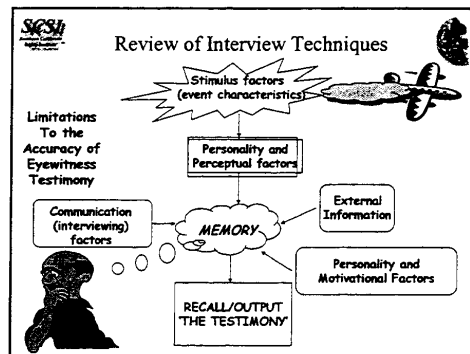 SCSI
Review of Interview Techniques
Stimulus factors
(event characteristics)
Limitations
To the
Accuracy of
Eyewitness
Testimony
Personality and
Perceptual factors
Communication
(interviewing)
factors
MEMORY
External
Information
Personality and
Motivational Factors
RECALL/OUTPUT
"THE TESTIMONY"